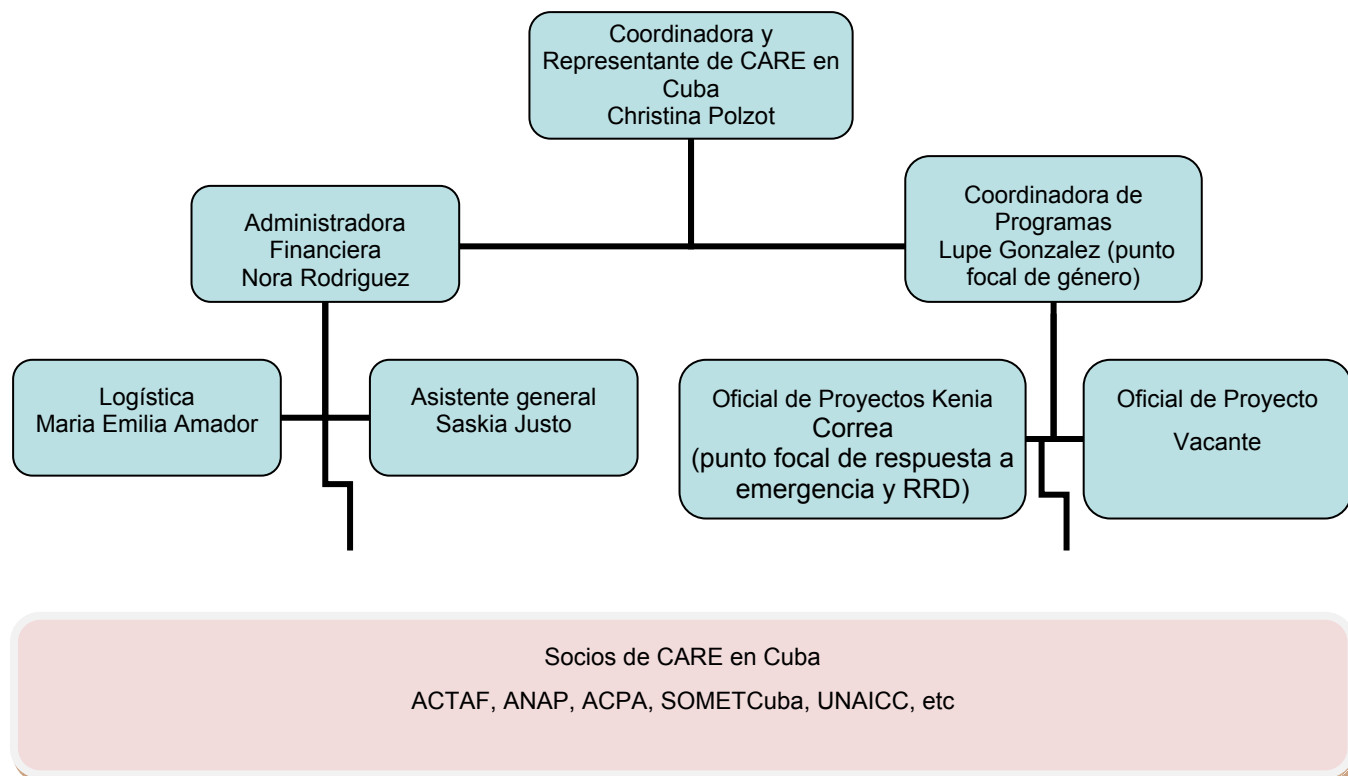 Coordinadora y
Representante de CARE en
Cuba
Christina Polzot
Administradora
Financiera
Nora Rodriguez
Coordinadora de
Programas
Lupe Gonzalez (punto
focal de género)
Logística
Maria Emilia Amador
Asistente general
Saskia Justo
Oficial de Proyectos Kenia
Correa
(punto focal de respuesta a
emergencia y RRD)
Oficial de Proyecto
Vacante
Socios de CARE en Cuba
ACTAF, ANAP, ACPA, SOMETCuba, UNAICC, etc